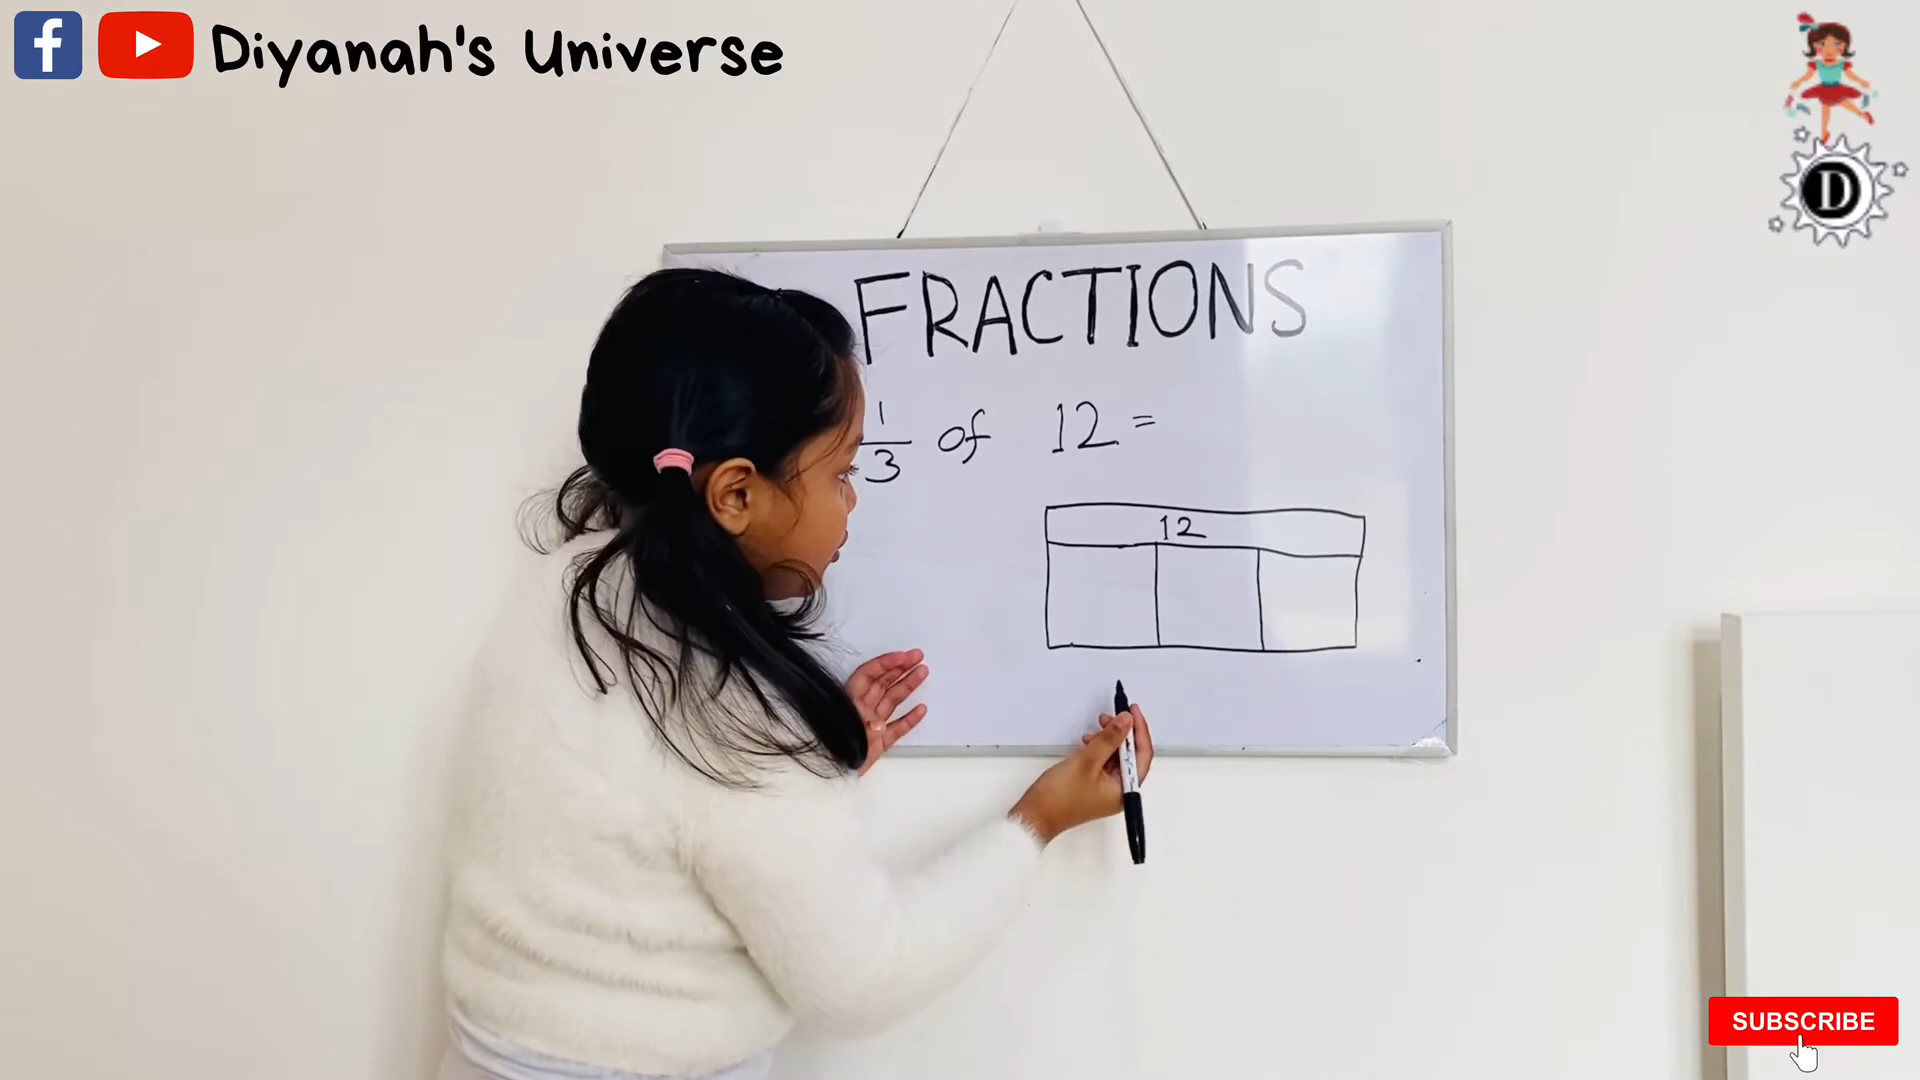 f Diyanah's Universe
D
FRACTIONS
1/3 of 12 =
12
SUBSCRIBE